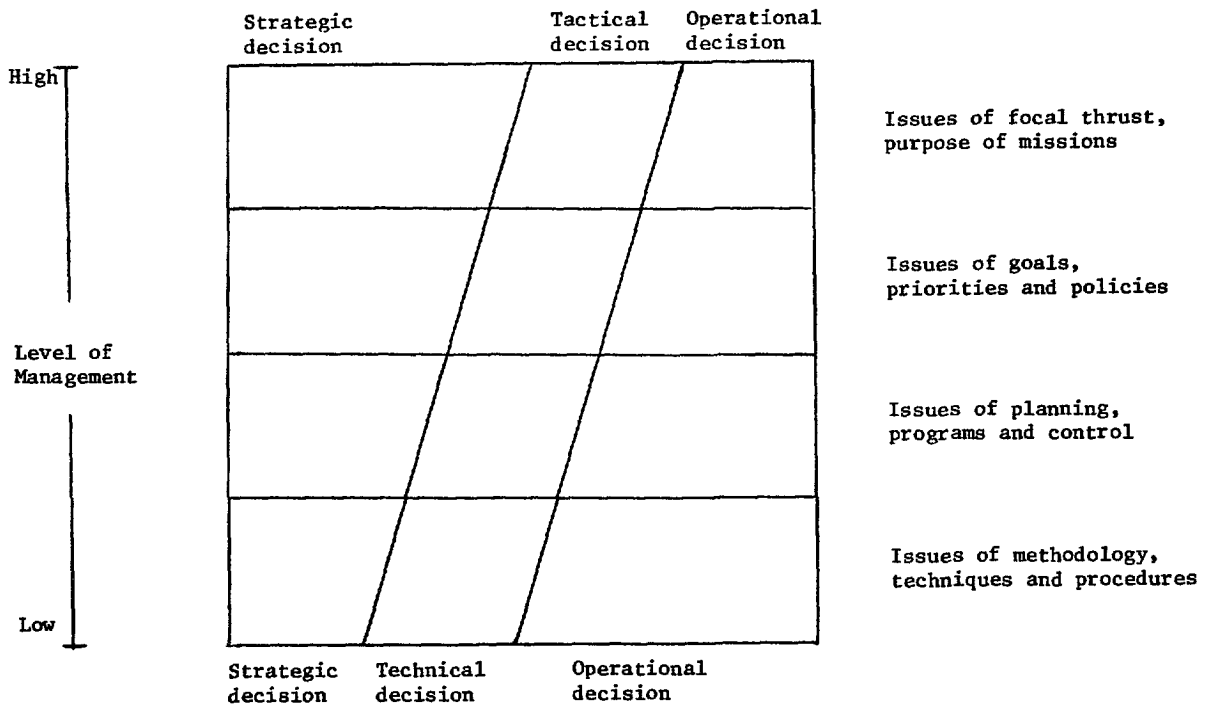 Strategic
decision
Tactical
decision
Operational
decision
High
Issues of focal thrust,
purpose of missions
Issues of goals,
priorities and policies
Level of
Management
Issues of planning,
programs and control
Issues of methodology,
techniques and procedures
Low
Strategic
decision
Technical
decision
Operational
decision